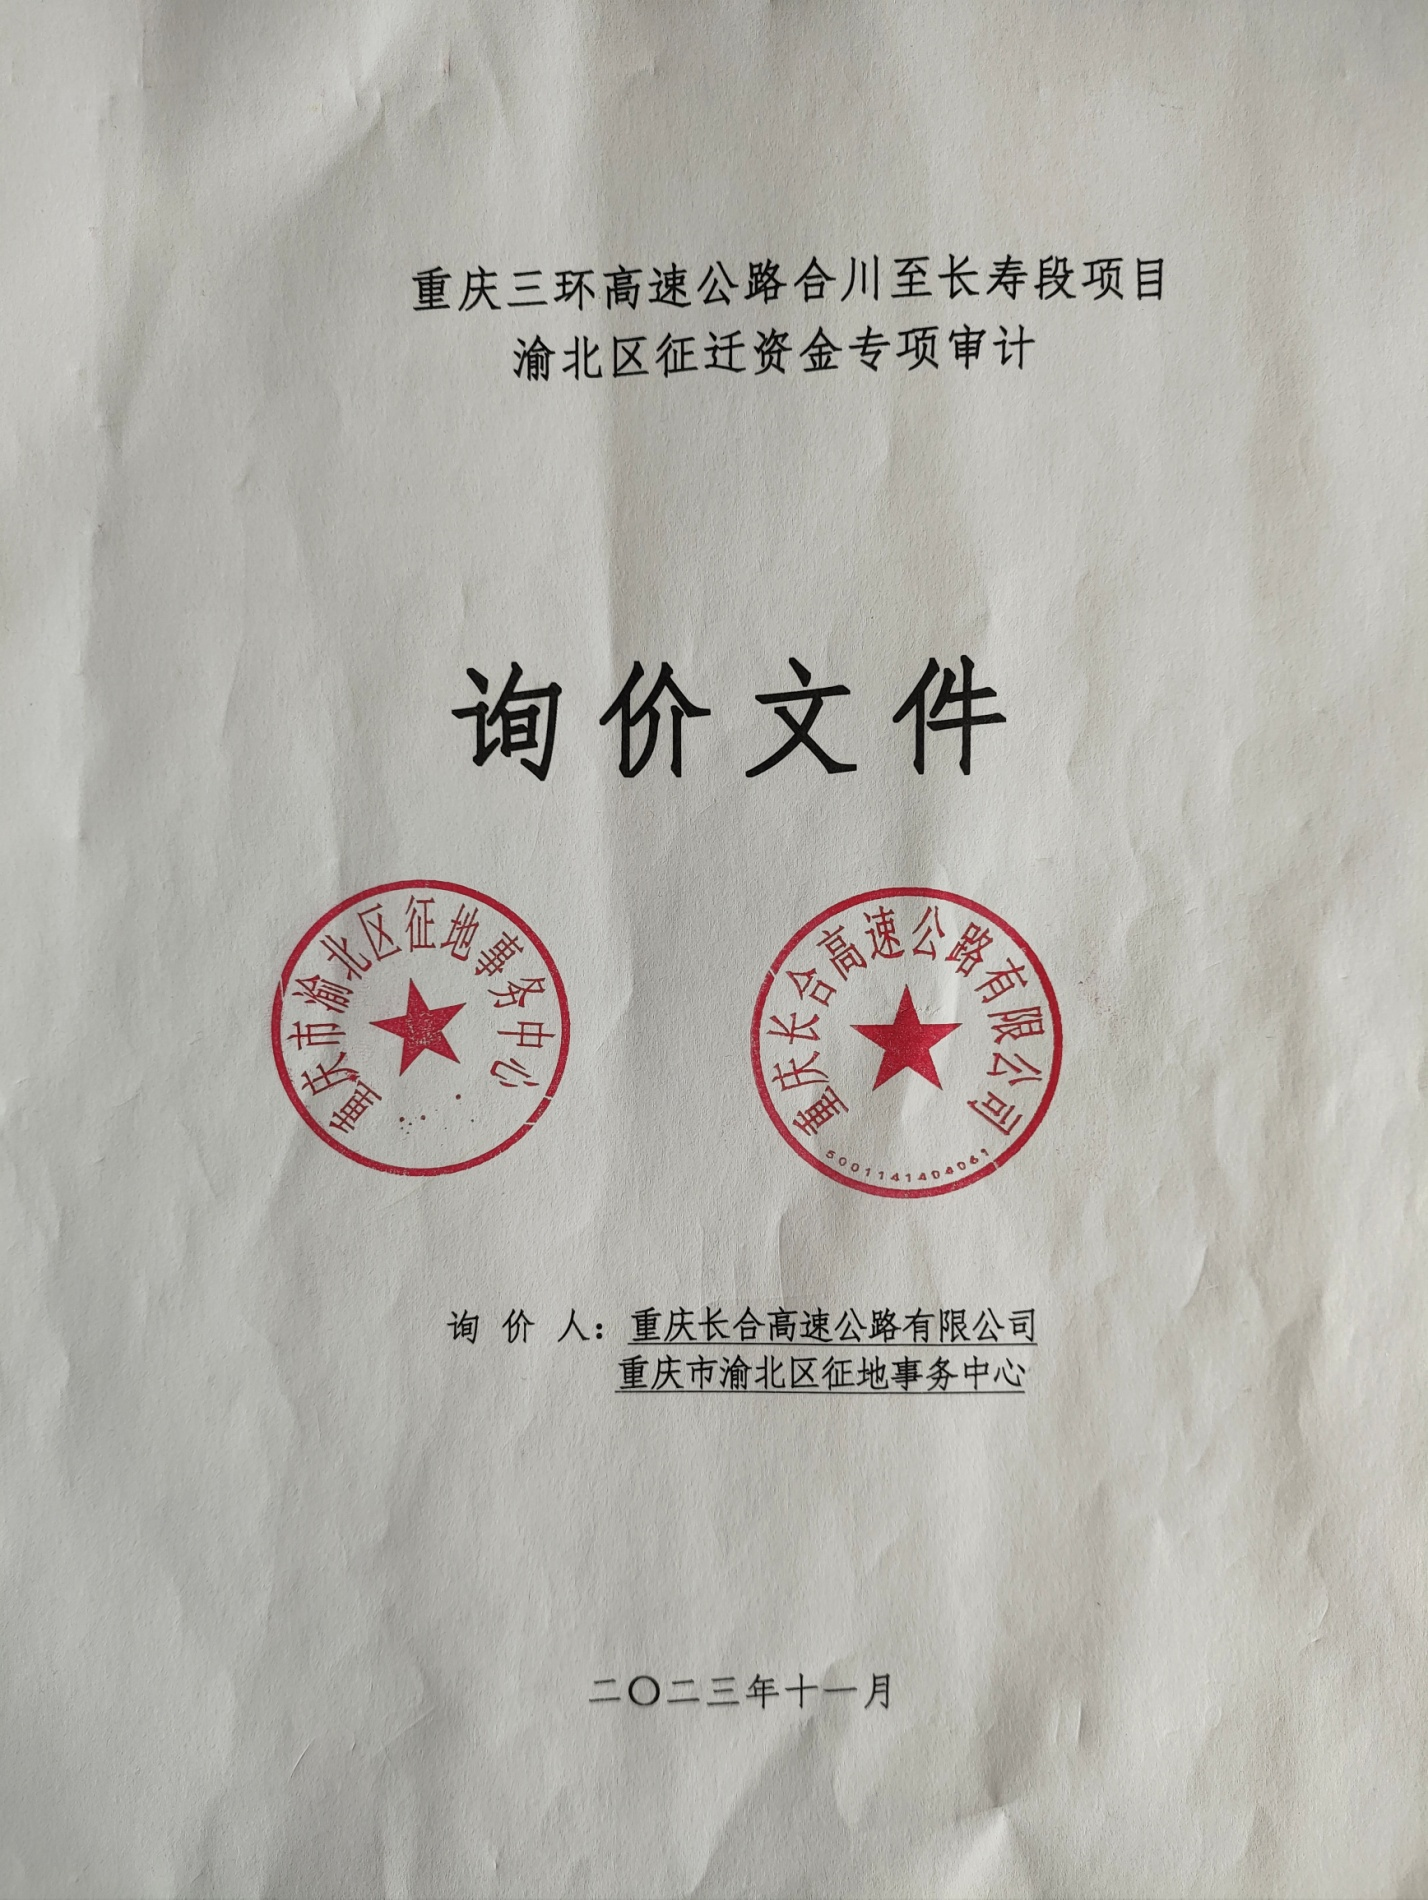 重庆三环高速公路合川至长寿段项目
渝北区征迁资金专项审计
询价文件
重庆市渝北区征地事务中心
重庆长合高速公路有限公司
5001141404061
询 价 人：重庆长合高速公路有限公司
重庆市渝北区征地事务中心
二〇二三年十一月